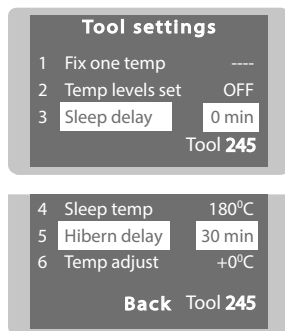 Tool settings
1 Fix one temp ----
2 Temp levels set OFF
3 Sleep delay 0 min
Tool 245
4 Sleep temp 180⁰C
5 Hibern delay 30 min
6 Temp adjust +0⁰C
Back Tool 245